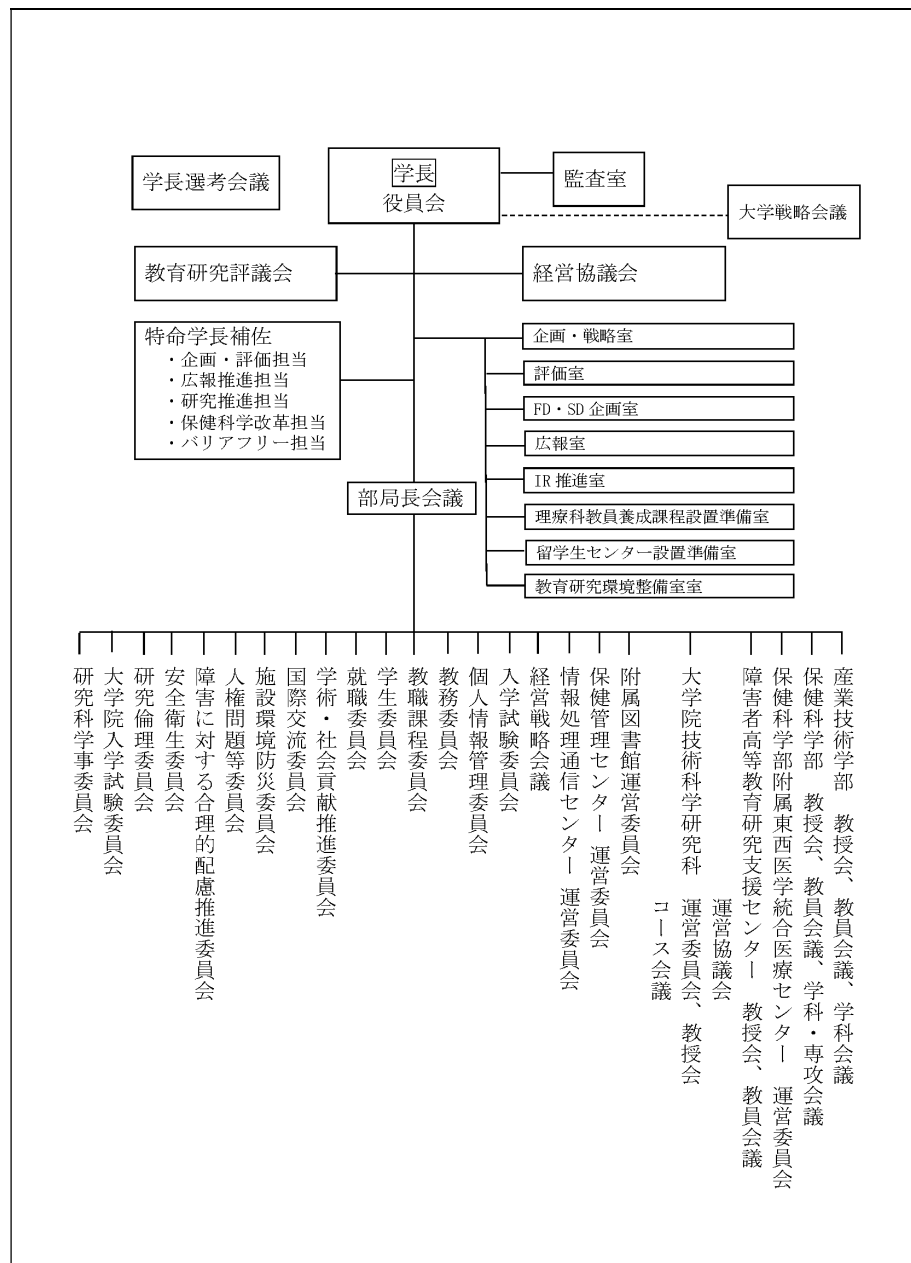 学長選考会議
学長
役員会
監査室
大学戦略会議
教育研究評議会
経営協議会
特命学長補佐
・企画・評価担当
・広報推進担当
・研究推進担当
・保健科学改革担当
・バリアフリー担当
企画・戦略室
評価室
FD・SD 企画室
広報室
IR 推進室
理療科教員養成課程設置準備室
留学生センター設置準備室
教育研究環境整備室室
部局長会議
産業技術学部 教授会、教員会議、学科会議
保健科学部 教授会、教員会議、学科・専攻会議
保健科学部附属東西医学統合医療センター 運営委員会
障害者高等教育研究支援センター 教授会、教員会議
運営協議会
大学院技術科学研究科 運営委員会、教授会
コース会議
附属図書館運営委員会
保健管理センター 運営委員会
情報処理通信センター 運営委員会
経営戦略会議
入学試験委員会
個人情報管理委員会
教務委員会
教職課程委員会
学生委員会
就職委員会
学術・社会貢献推進委員会
国際交流委員会
施設環境防災委員会
人権問題等委員会
障害に対する合理的配慮推進委員会
安全衛生委員会
研究倫理委員会
大学院入学試験委員会
研究科学事委員会